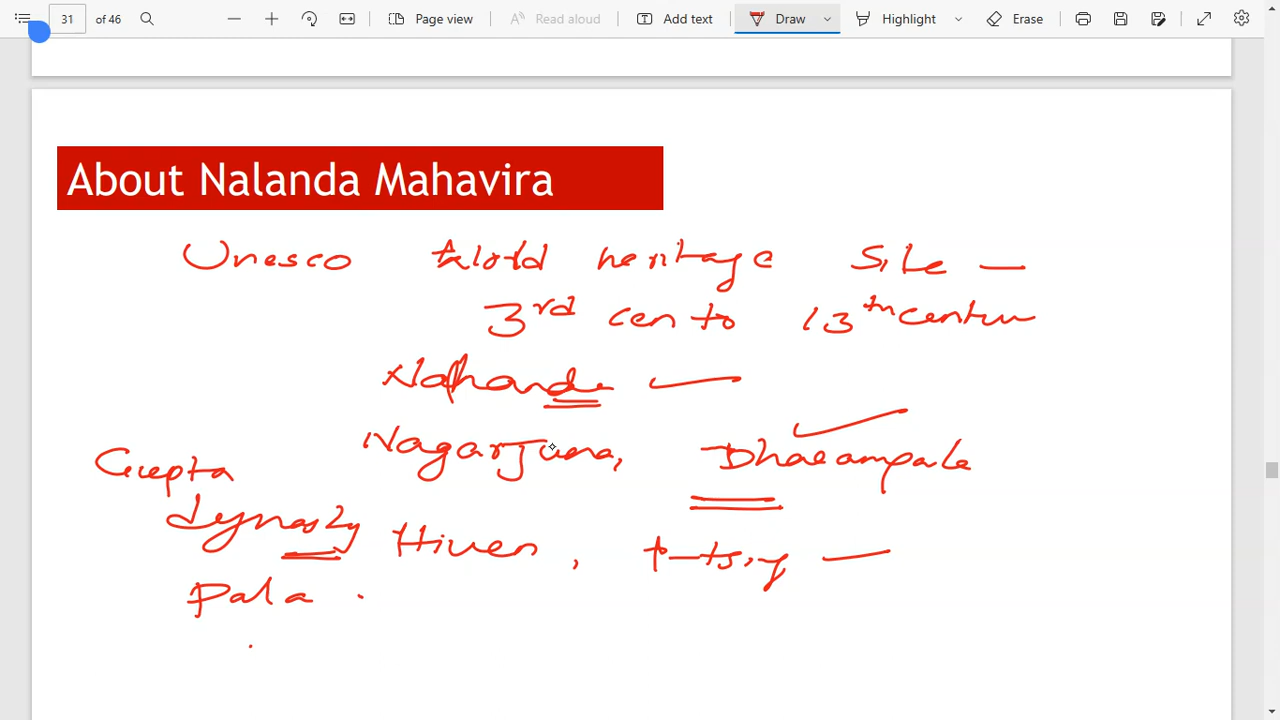 31 of 46 Page view Read aloud Add text Draw Highlight Erase
About Nalanda Mahavira
Unesco World heritage Site —
3rd cen to 13th centu
Nalanda
Nagarjuna, Dharampala
Gupta
dynasty Hiuen, —
Pala .